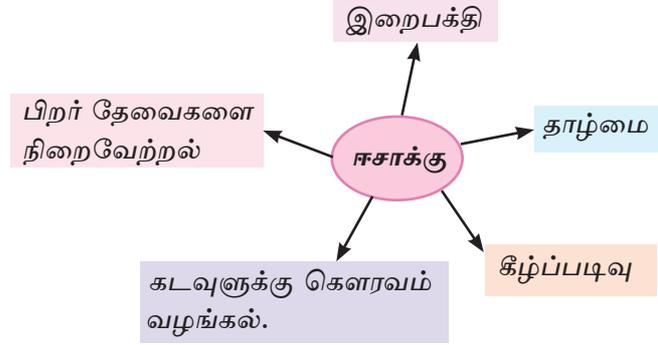 இறைபக்தி
பிறர் தேவைகளை
நிறைவேற்றல்
தாழ்மை
ஈசாக்கு
கீழ்ப்படிவு
கடவுளுக்கு கௌரவம்
வழங்கல்.